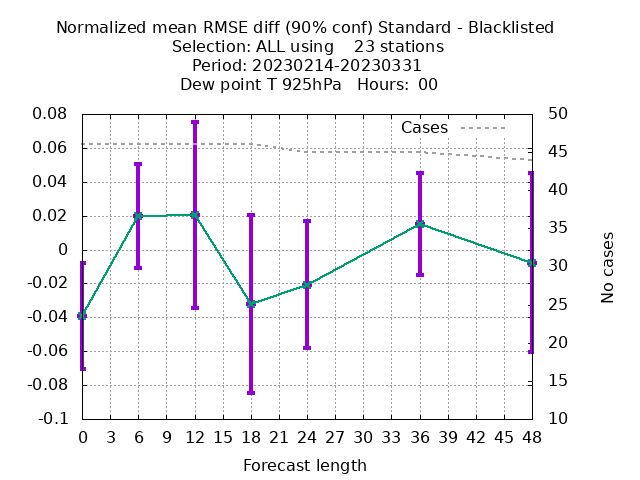 Normalized mean RMSE diff (90% conf) Standard - Blacklisted
Selection: ALL using    23 stations
Period: 20230214-20230331
Dew point T 925hPa   Hours:  00
Cases
0.08
0.06
0.04
0.02
0
-0.02
-0.04
-0.06
-0.08
-0.1
50
45
40
35
30
25
20
15
10
No cases
0 3 6 9 12 15 18 21 24 27 30 33 36 39 42 45 48
Forecast length